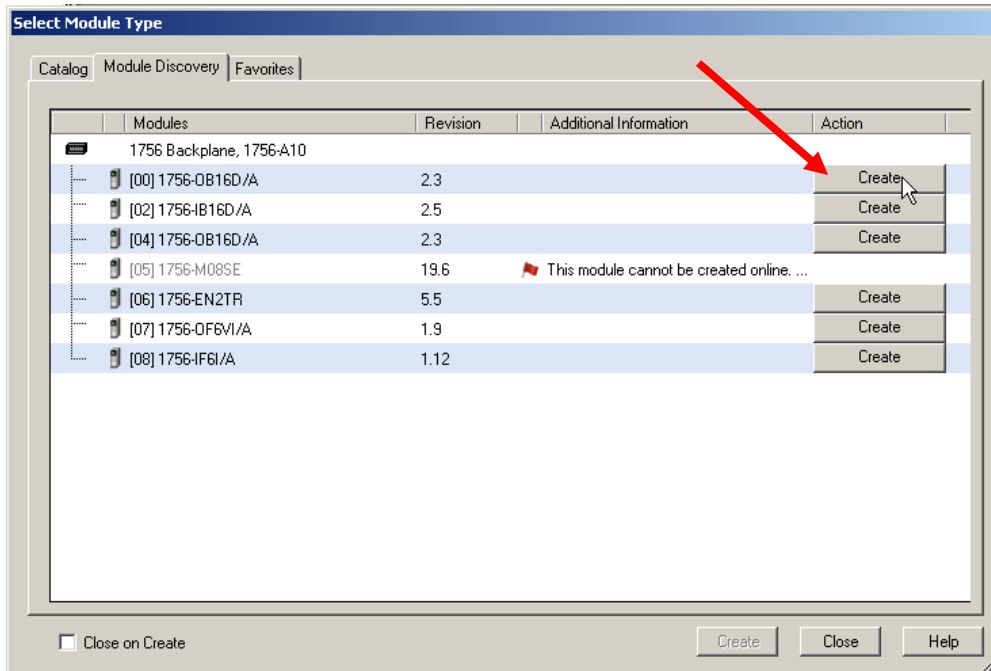 Select Module Type
Catalog Module Discovery Favorites
Modules Revision Additional Information Action
1756 Backplane, 1756-A10
[00] 1756-OB16D/A 2.3 Create
[02] 1756-IB16D/A 2.5 Create
[04] 1756-OB16D/A 2.3 Create
[05] 1756-M08SE 19.6 This module cannot be created online. ...
[06] 1756-EN2TR 5.5 Create
[07] 1756-OF6VI/A 1.9 Create
[08] 1756-IF6I/A 1.12 Create
Close on Create Create Close Help